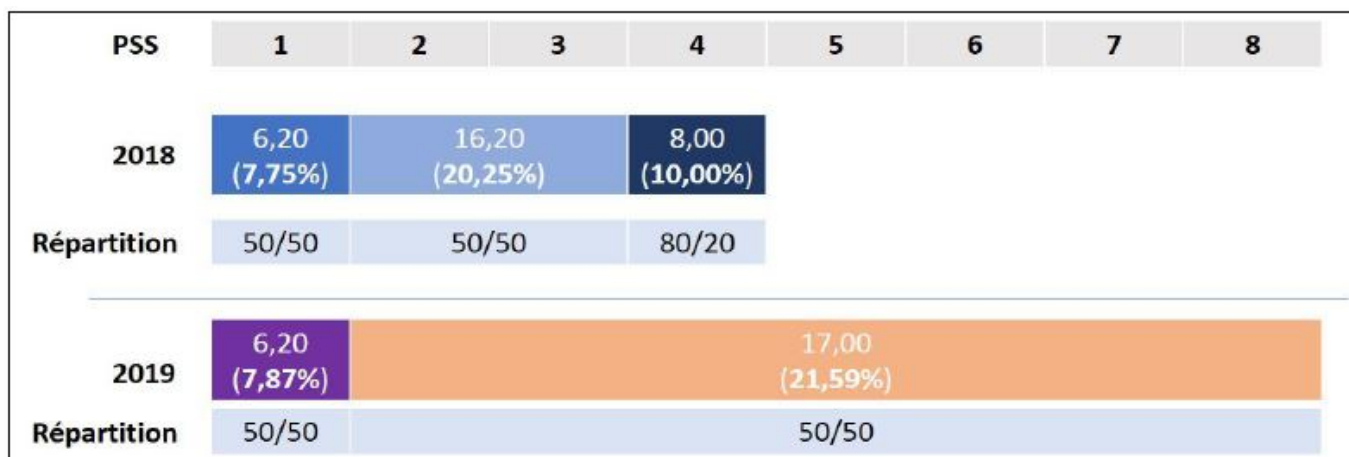 PSS 1 2 3 4 5 6 7 8
6,20 16,20 8,00
2018
(7,75%) (20,25%) (10,00%)
Répartition 50/50 50/50 80/20
6,20 17,00
2019
(7,87%) (21,59%)
Répartition 50/50 50/50